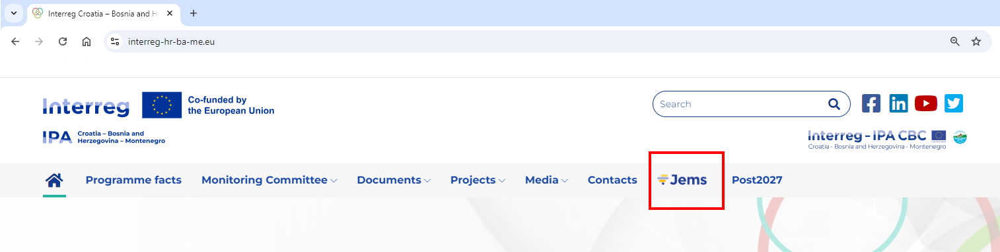 Interreg Croatia – Bosnia and H
interreg-hr-ba-me.eu
Interreg
Co-funded by
the European Union
IPA
Croatia – Bosnia and
Herzegovina – Montenegro
Search
Interreg - IPA CBC
Croatia - Bosnia and Herzegovina - Montenegro
Programme facts Monitoring Committee Documents Projects Media Contacts Jems Post2027